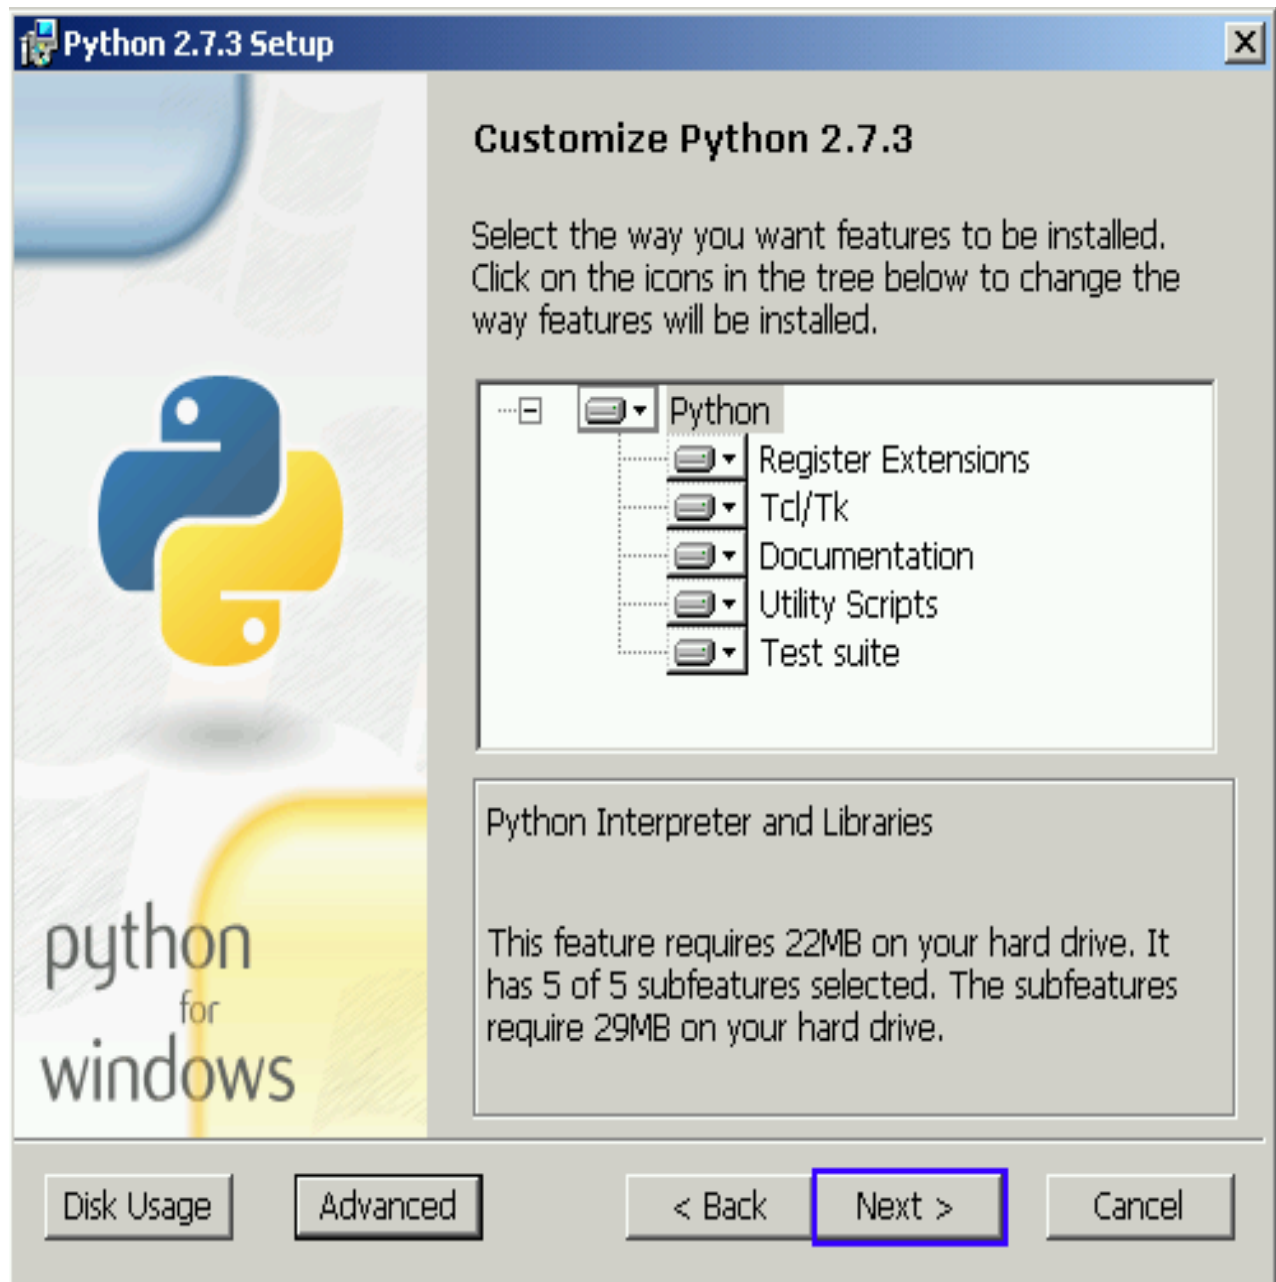 Python 2.7.3 Setup
Customize Python 2.7.3
Select the way you want features to be installed.
Click on the icons in the tree below to change the
way features will be installed.
Python
Register Extensions
Tcl/Tk
Documentation
Utility Scripts
Test suite
Python Interpreter and Libraries
This feature requires 22MB on your hard drive. It
has 5 of 5 subfeatures selected. The subfeatures
require 29MB on your hard drive.
python
for
windows
Disk Usage
Advanced
< Back
Next >
Cancel